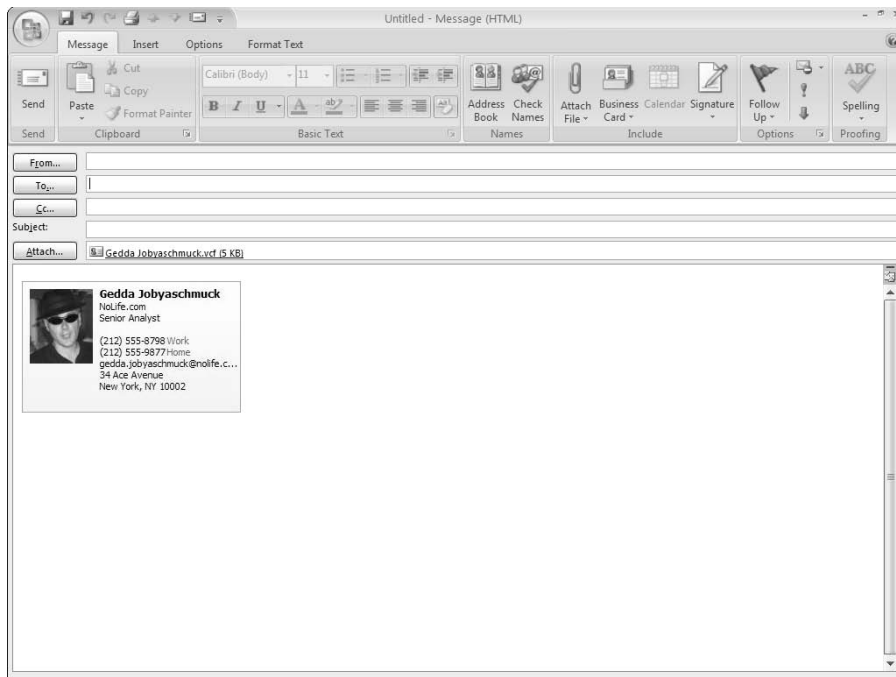 Untitled - Message (HTML)
Message Insert Options Format Text
Send
Paste
Cut
Copy
Format Painter
Calibri (Body) 11
B I U A ab
Address Book
Check Names
Attach File
Business Card
Calendar
Signature
Follow Up
ABC
Spelling
Send Clipboard Basic Text Names Include Options Proofing
From...
To...
Cc...
Subject:
Attach... Gedda Jobyaschmuck.vcf (5 KB)
Gedda Jobyaschmuck
NoLife.com
Senior Analyst
(212) 555-8798 Work
(212) 555-9877 Home
gedda.jobyaschmuck@nolife.c...
34 Ace Avenue
New York, NY 10002